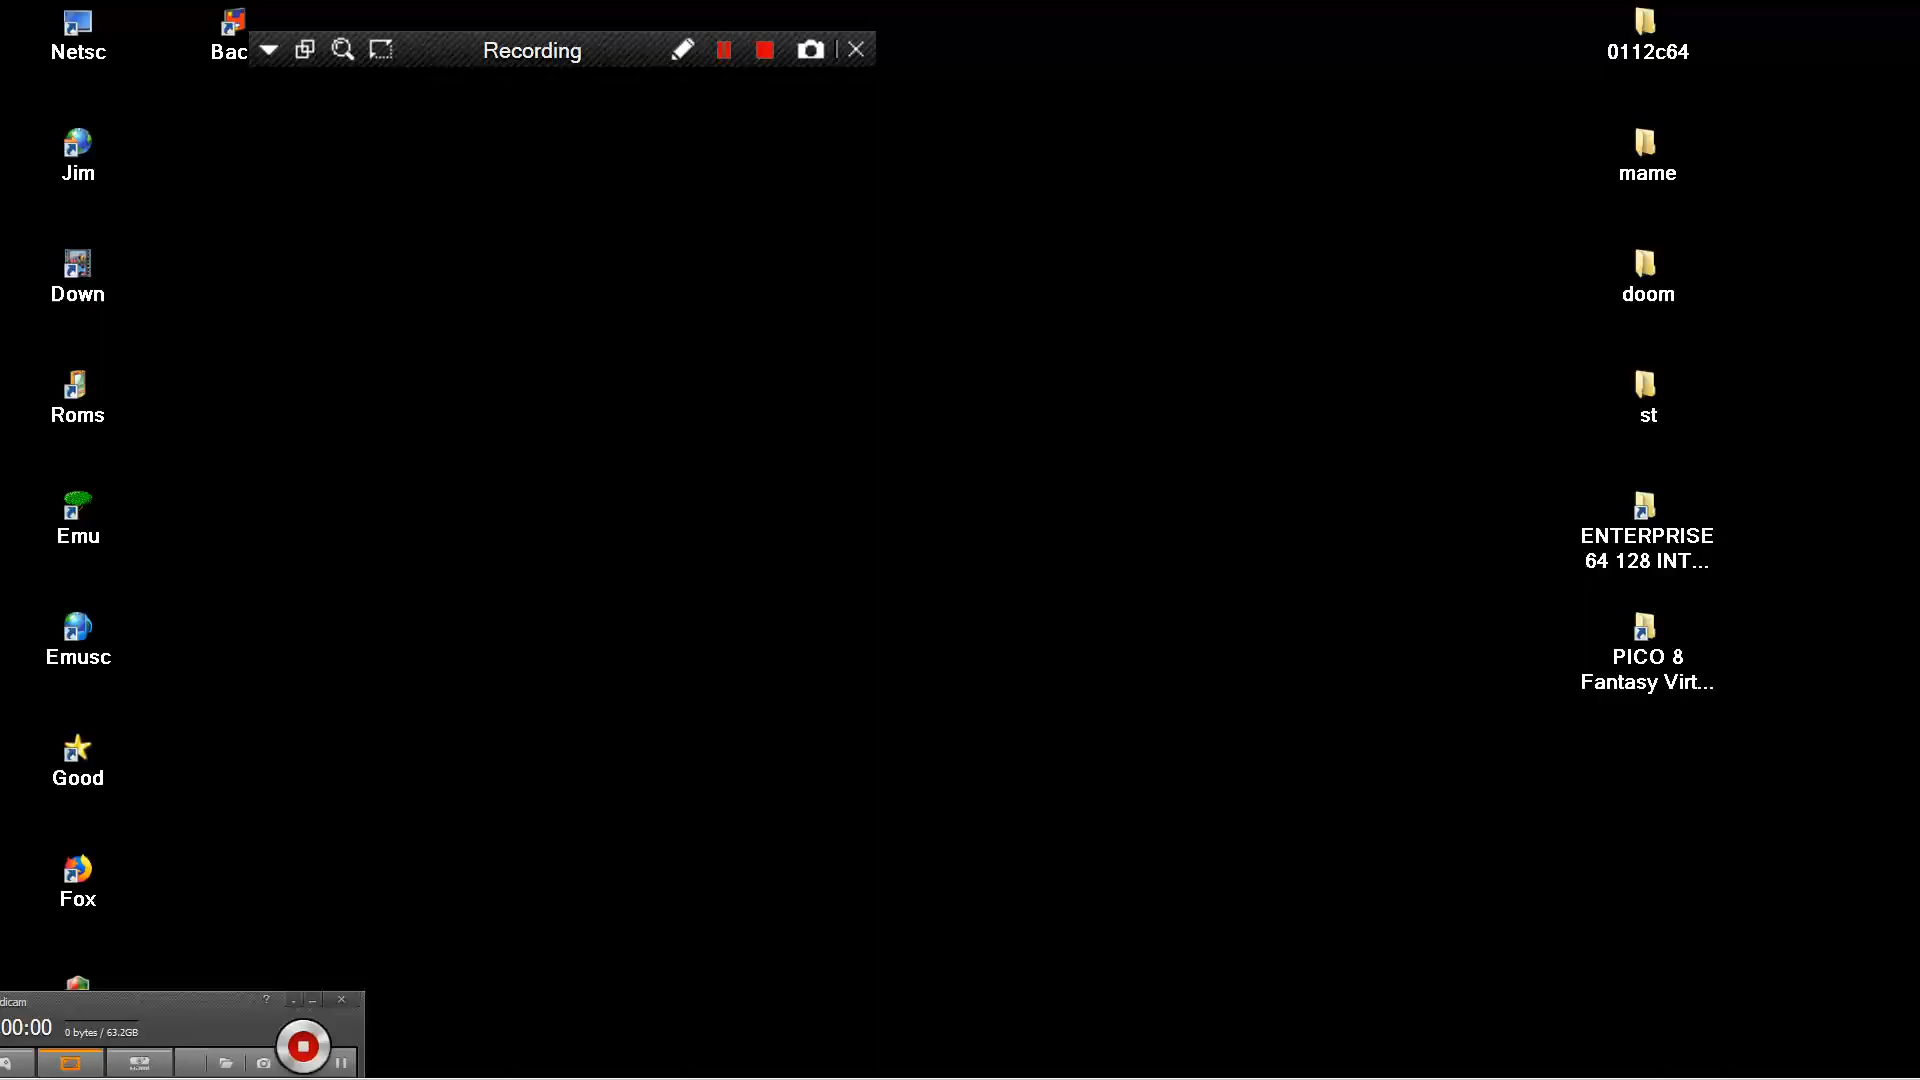 Netsc
Bac
Recording
0112c64
Jim
mame
Down
doom
Roms
st
Emu
ENTERPRISE
64 128 INT...
Emusc
PICO 8
Fantasy Virt...
Good
Fox
dicam
00:00
0 bytes / 63.2GB